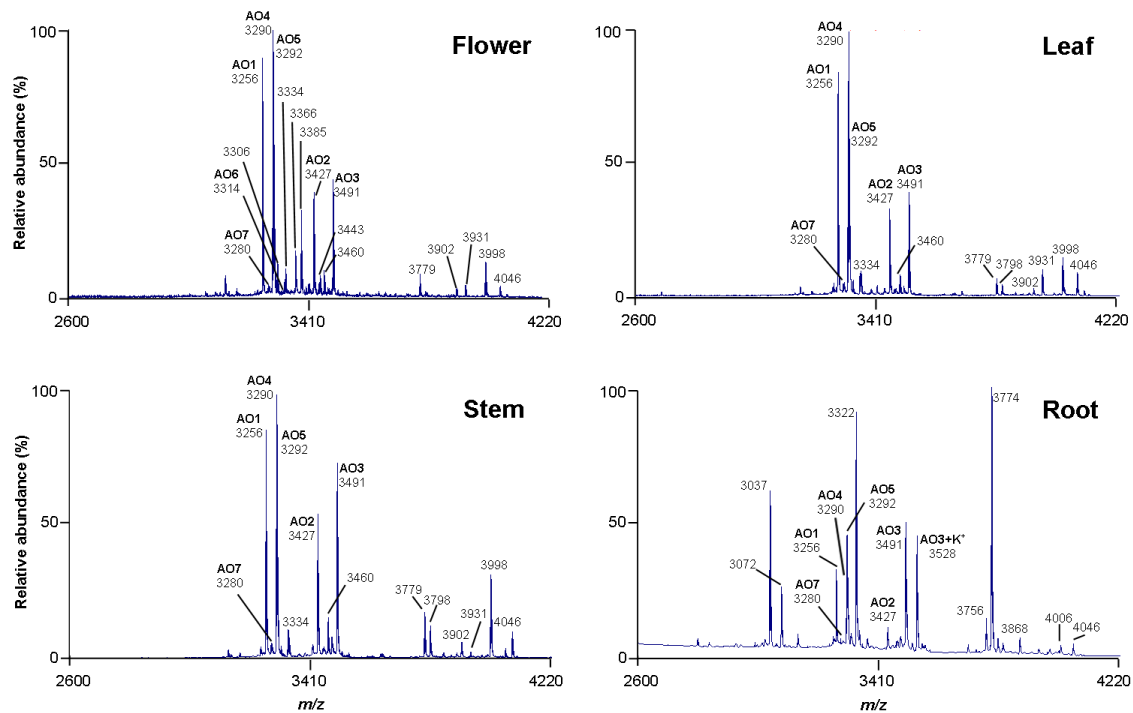 Flower
Relative abundance (%)
100
50
0
2600
3410
4220
AO4
3290
AO5
3292
AO1
3256
3334
3366
3385
3306
AO6
3314
AO2
3427
AO3
3491
AO7
3280
3443
3460
3779
3902
3931
3998
4046
Leaf
100
50
0
2600
3410
4220
AO4
3290
AO1
3256
AO5
3292
AO3
3491
AO2
3427
AO7
3280
3460
3334
3779
3798
3902
3931
3998
4046
Stem
Relative abundance (%)
100
50
0
2600
3410
4220
m/z
AO4
3290
AO1
3256
AO5
3292
AO3
3491
AO2
3427
AO7
3280
3334
3460
3779
3798
3902
3931
3998
4046
Root
100
50
0
2600
3410
4220
m/z
3774
3322
3037
AO4
3290
AO5
3292
AO1
3256
AO3
3491
AO3+K+
3528
3072
AO7
3280
AO2
3427
3756
3868
4006
4046